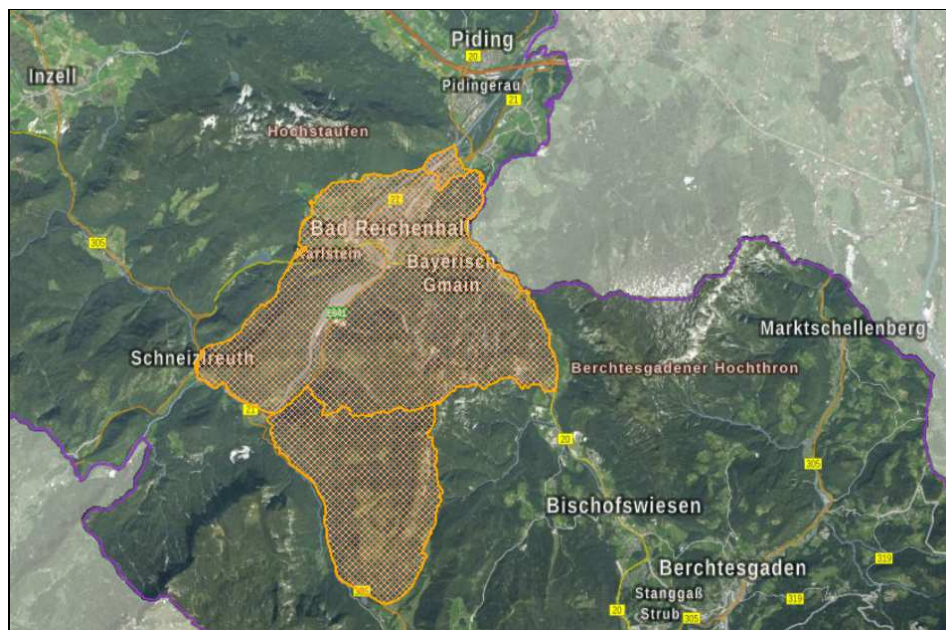 Piding
20
Inzell
Pidingerau
21
Hochstaufen
21
Bad Reichenhall
305
Karlstein
Bayerisch
Gmain
E641
Marktschellenberg
Schneizlreuth
Berchtesgadener Hochthron
21
20
305
Bischofswiesen
319
Berchtesgaden
305
Stanggaß
319
20
Strub
305